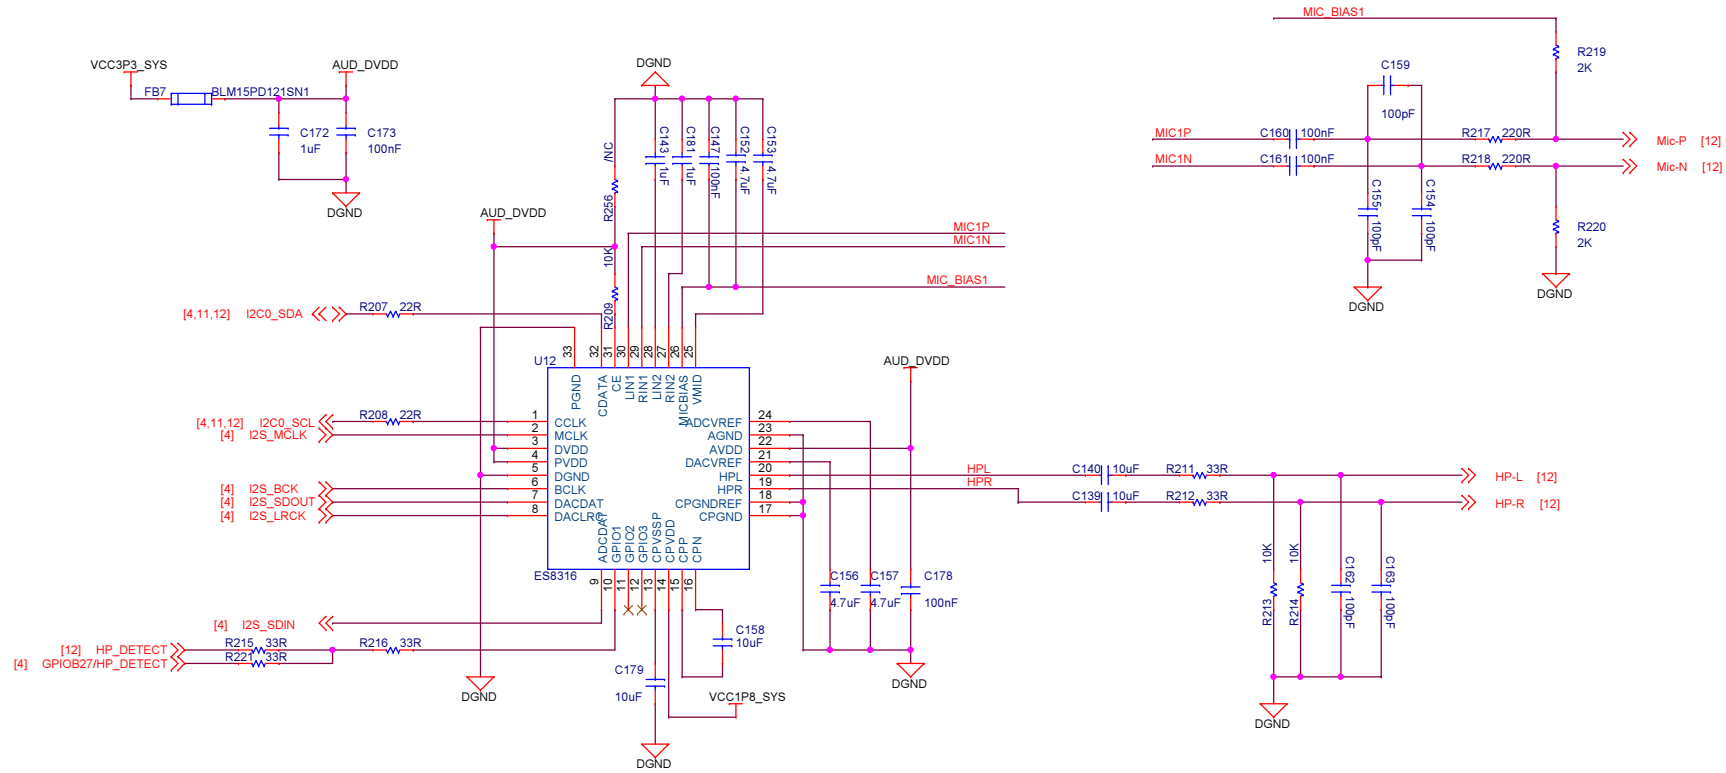 MIC_BIAS1
VCC3P3_SYS
AUD_DVDD
FB7
BLM15PD121SN1
C172
1uF
C173
100nF
DGND
DGND
/NC
R256
C143
1uF
C181
1uF
C147
100nF
C152
4.7uF
C153
4.7uF
AUD_DVDD
10K
R209
MIC1P
MIC1N
MIC_BIAS1
R219
2K
C159
100pF
MIC1P
C160
100nF
R217
220R
Mic-P [12]
MIC1N
C161
100nF
R218
220R
Mic-N [12]
C155
100pF
C154
100pF
R220
2K
DGND
DGND
[4,11,12] I2C0_SDA
R207
22R
U12
33
32
31
30
29
28
27
26
25
PGND
CDATA
CE
LIN1
RIN1
LIN2
RIN2
MICBIAS
VMID
AUD_DVDD
[4,11,12] I2C0_SCL
R208
22R
[4] I2S_MCLK
[4] I2S_BCK
[4] I2S_SDOUT
[4] I2S_LRCK
1 CCLK
2 MCLK
3 DVDD
4 PVDD
5 DGND
6 BCLK
7 DACDAT
8 DACLRC
ADCVREF 24
AGND 23
AVDD 22
DACVREF 21
HPL 20
HPR 19
CPGNDREF 18
CPGND 17
ADCDAT
GPIO1
GPIO2
GPIO3
CPVSSP
CPVDD
CPP
CPN
ES8316
9
10
11
12
13
14
15
16
HPL
HPR
C140
10uF
R211
33R
HP-L [12]
C139
10uF
R212
33R
HP-R [12]
10K
R213
10K
R214
C162
100pF
C163
100pF
DGND
C156
4.7uF
C157
4.7uF
C178
100nF
DGND
[4] I2S_SDIN
[12] HP_DETECT
R215
33R
R216
33R
[4] GPIOB27/HP_DETECT
R221
33R
DGND
C158
10uF
C179
10uF
VCC1P8_SYS
DGND